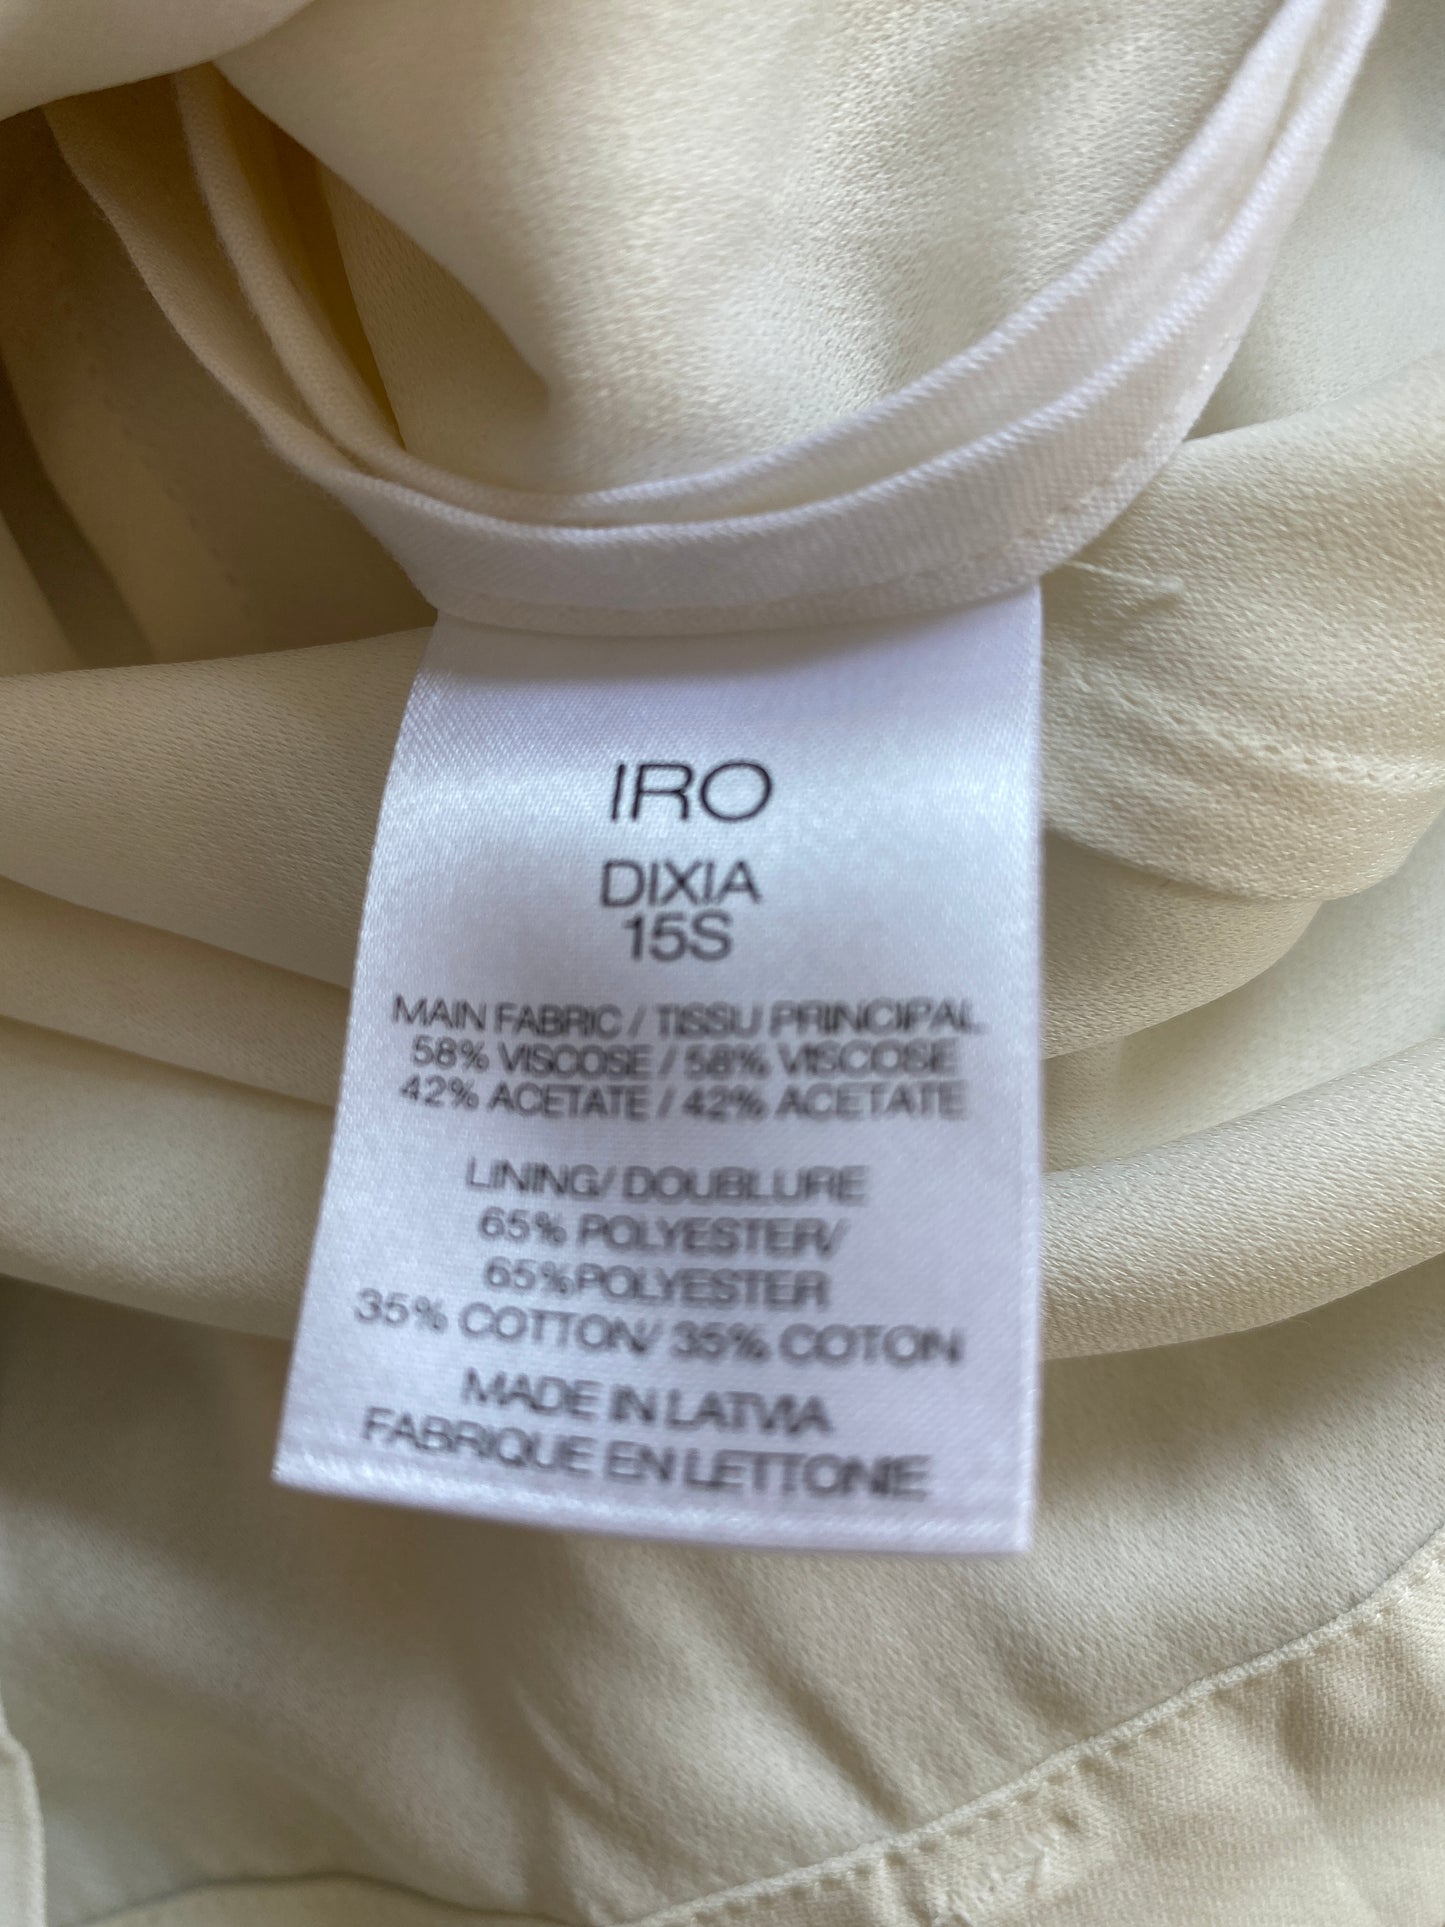 IRO
DIXIA
15S
MAIN FABRIC / TISSU PRINCIPAL
58% VISCOSE / 58% VISCOSE
42% ACETATE / 42% ACETATE
LINING/ DOUBLURE
65% POLYESTER/
65%POLYESTER
35% COTTON/ 35% COTON
MADE IN LATVIA
FABRIQUE EN LETTONIE